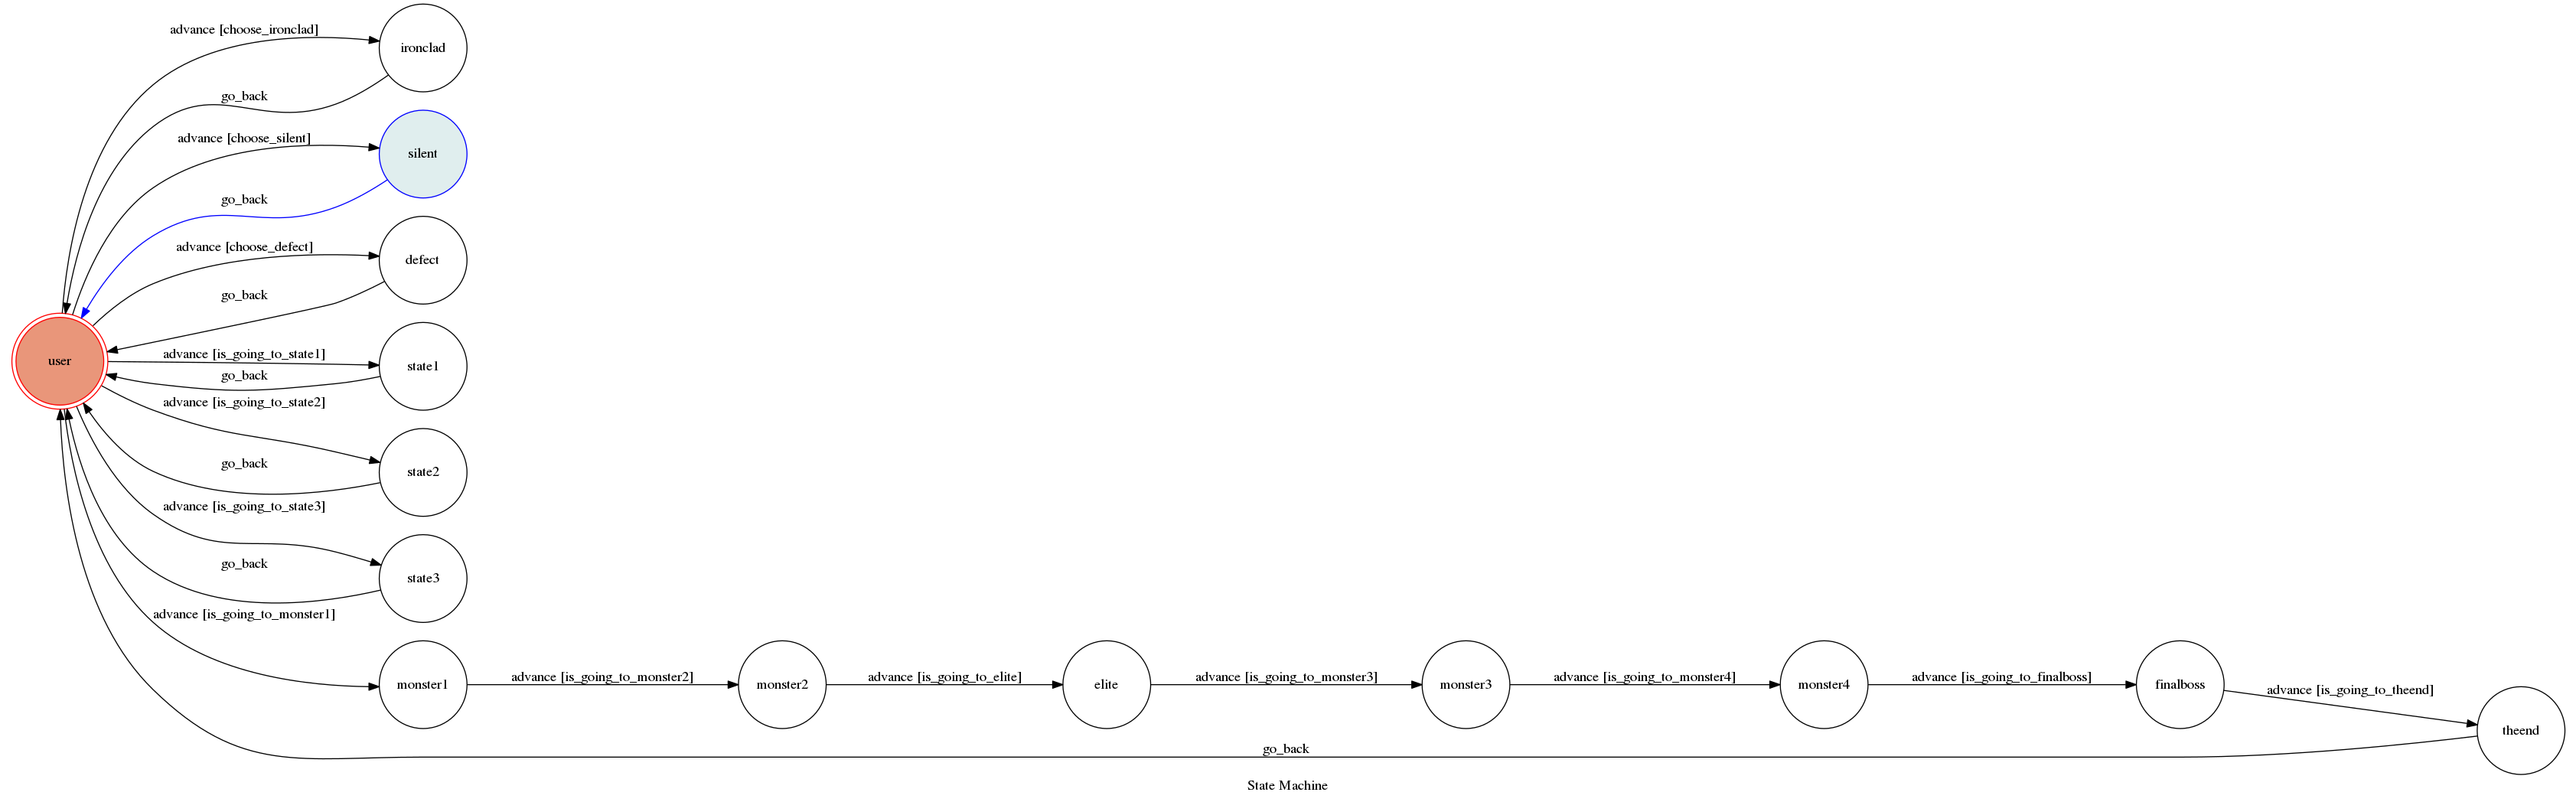 advance [choose_ironclad]
ironclad
go_back
advance [choose_silent]
silent
go_back
advance [choose_defect]
defect
go_back
user
advance [is_going_to_state1]
state1
go_back
advance [is_going_to_state2]
state2
go_back
advance [is_going_to_state3]
go_back
state3
advance [is_going_to_monster1]
monster1
advance [is_going_to_monster2]
monster2
advance [is_going_to_elite]
elite
advance [is_going_to_monster3]
monster3
advance [is_going_to_monster4]
monster4
advance [is_going_to_finalboss]
finalboss
advance [is_going_to_theend]
theend
go_back
State Machine